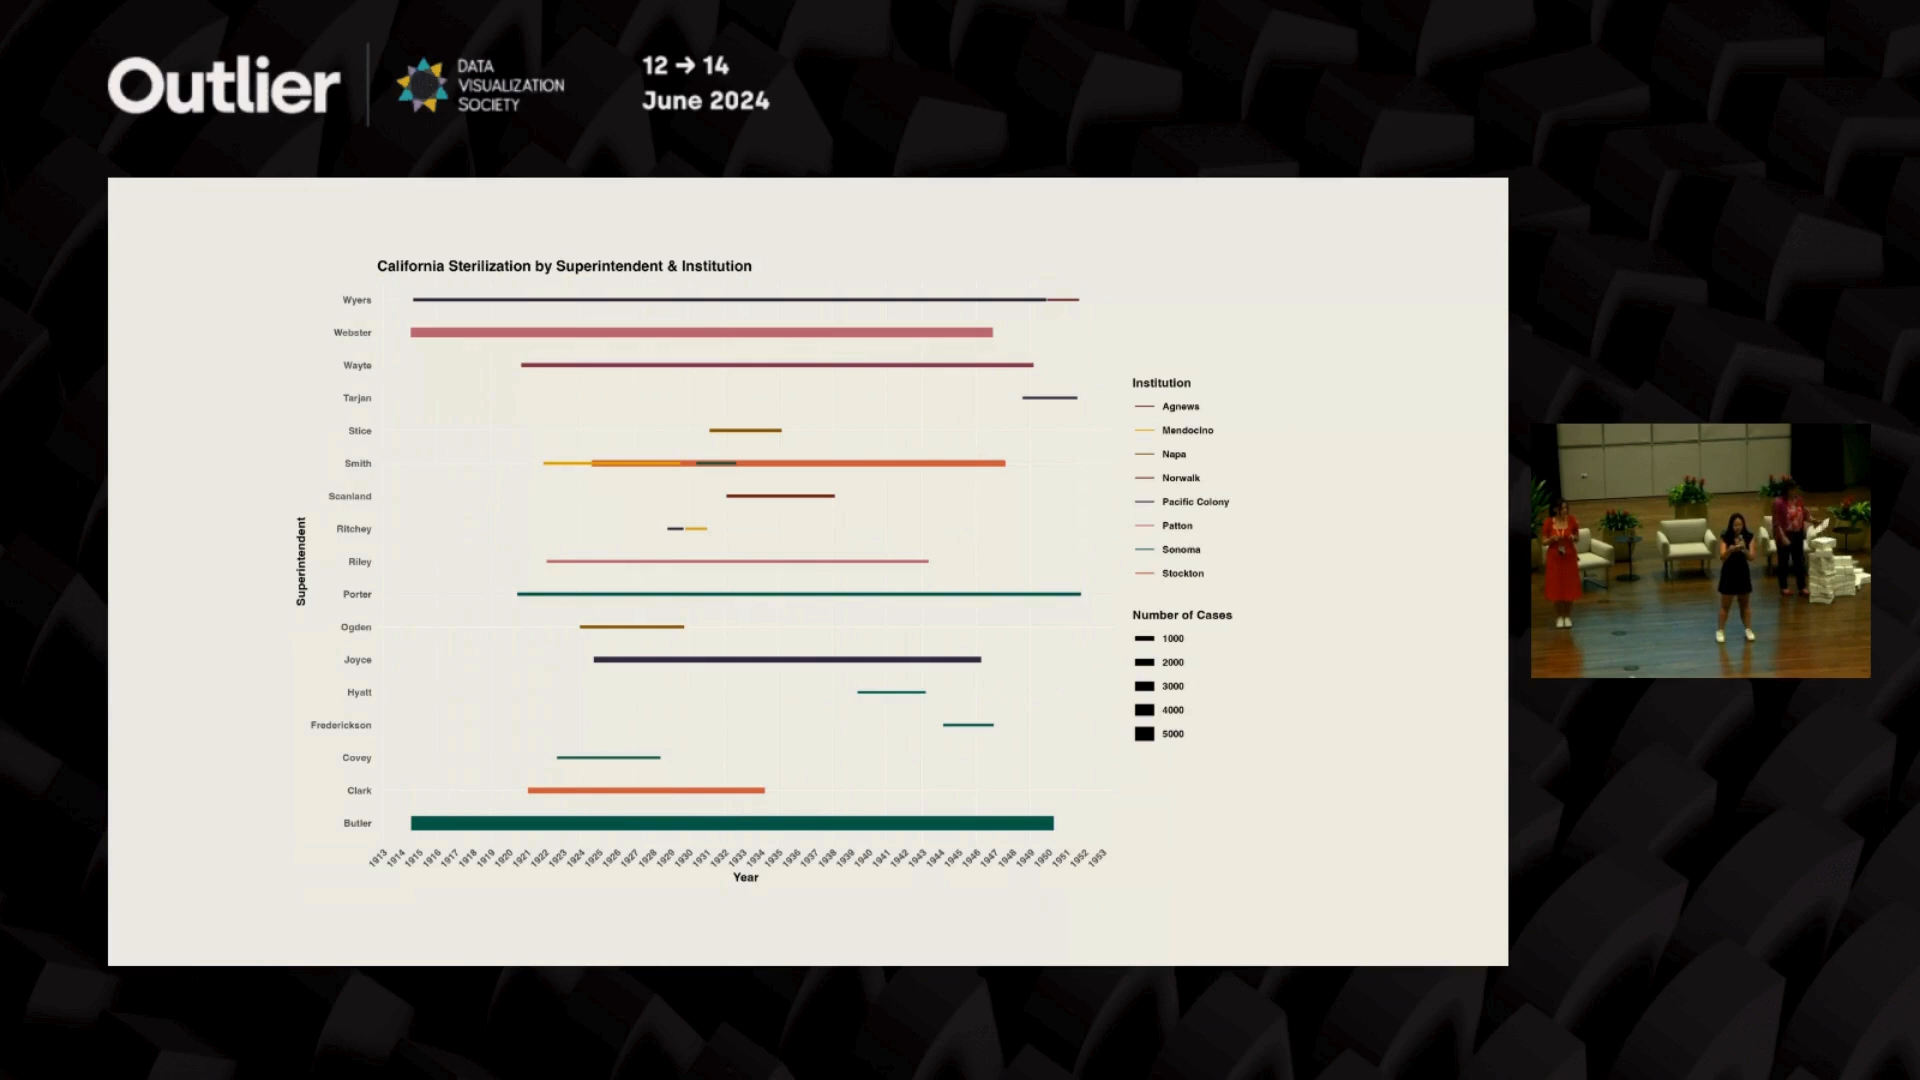 Outlier
DATA
VISUALIZATION
SOCIETY
12 → 14
June 2024
California Sterilization by Superintendent & Institution
Wyers
Webster
Wayte
Tarjan
Stice
Smith
Scanland
Ritchey
Riley
Porter
Ogden
Joyce
Hyatt
Frederickson
Covey
Clark
Butler
Superintendent
1913 1914 1915 1916 1917 1918 1919 1920 1921 1922 1923 1924 1925 1926 1927 1928 1929 1930 1931 1932 1933 1934 1935 1936 1937 1938 1939 1940 1941 1942 1943 1944 1945 1946 1947 1948 1949 1950 1951 1952 1953
Year
Institution
Agnews
Mendocino
Napa
Norwalk
Pacific Colony
Patton
Sonoma
Stockton
Number of Cases
1000
2000
3000
4000
5000